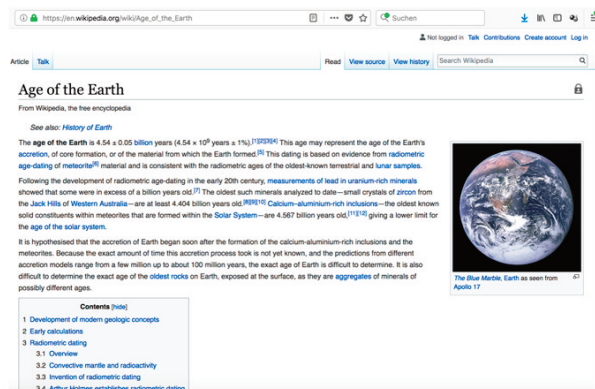 https://en.wikipedia.org/wiki/Age_of_the_Earth
Suchen
Not logged in Talk Contributions Create account Log in
Article Talk
Read View source View history Search Wikipedia
Age of the Earth
From Wikipedia, the free encyclopedia
See also: History of Earth
The age of the Earth is 4.54 ± 0.05 billion years (4.54 × 10⁹ years ± 1%).[1][2][3][4] This age may represent the age of the Earth's
accretion, of core formation, or of the material from which the Earth formed.[5] This dating is based on evidence from radiometric
age-dating of meteorite[6] material and is consistent with the radiometric ages of the oldest-known terrestrial and lunar samples.
Following the development of radiometric age-dating in the early 20th century, measurements of lead in uranium-rich minerals
showed that some were in excess of a billion years old.[7] The oldest such minerals analyzed to date—small crystals of zircon from
the Jack Hills of Western Australia—are at least 4.404 billion years old.[8][9][10] Calcium–aluminium-rich inclusions—the oldest known
solid constituents within meteorites that are formed within the Solar System—are 4.567 billion years old,[11][12] giving a lower limit for
the age of the solar system.
It is hypothesised that the accretion of Earth began soon after the formation of the calcium-aluminium-rich inclusions and the
meteorites. Because the exact amount of time this accretion process took is not yet known, and the predictions from different
accretion models range from a few million up to about 100 million years, the exact age of Earth is difficult to determine. It is also
difficult to determine the exact age of the oldest rocks on Earth, exposed at the surface, as they are aggregates of minerals of
possibly different ages.
The Blue Marble, Earth as seen from
Apollo 17
Contents [hide]
1 Development of modern geologic concepts
2 Early calculations
3 Radiometric dating
3.1 Overview
3.2 Convective mantle and radioactivity
3.3 Invention of radiometric dating
3.4 Arthur Holmes establishes radiometric dating